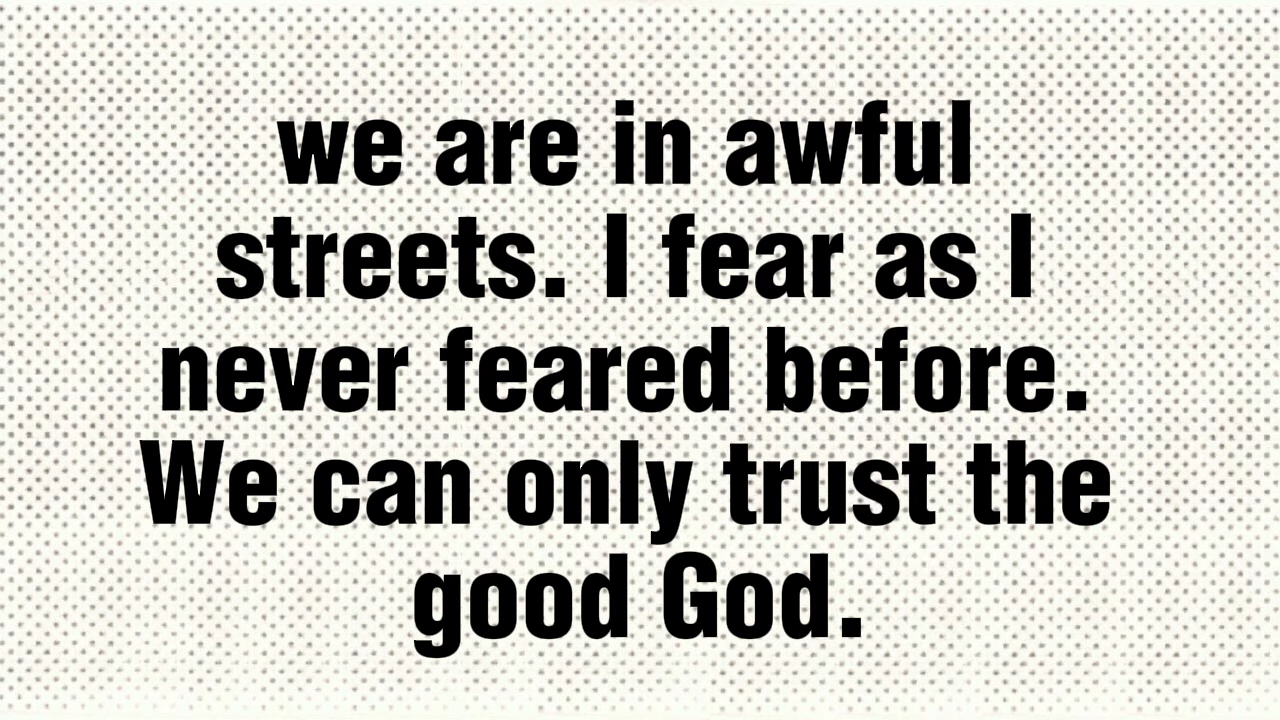 we are in awful
streets. I fear as I
never feared before.
We can only trust the
good God.